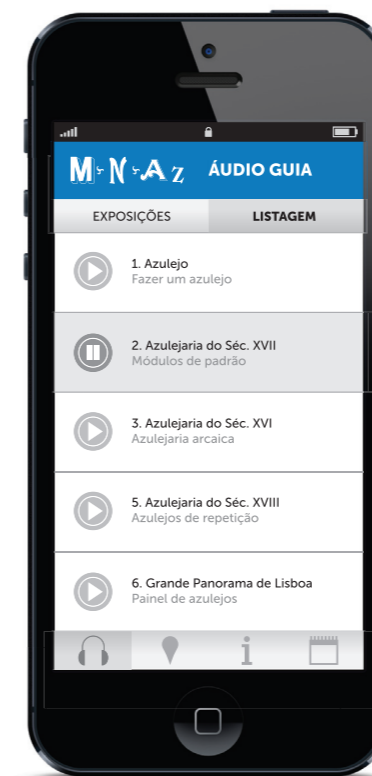 M·N·Az ÁUDIO GUIA
EXPOSIÇÕES LISTAGEM
1. Azulejo
Fazer um azulejo
2. Azulejaria do Séc. XVII
Módulos de padrão
3. Azulejaria do Séc. XVI
Azulejaria arcaica
5. Azulejaria do Séc. XVIII
Azulejos de repetição
6. Grande Panorama de Lisboa
Painel de azulejos
i